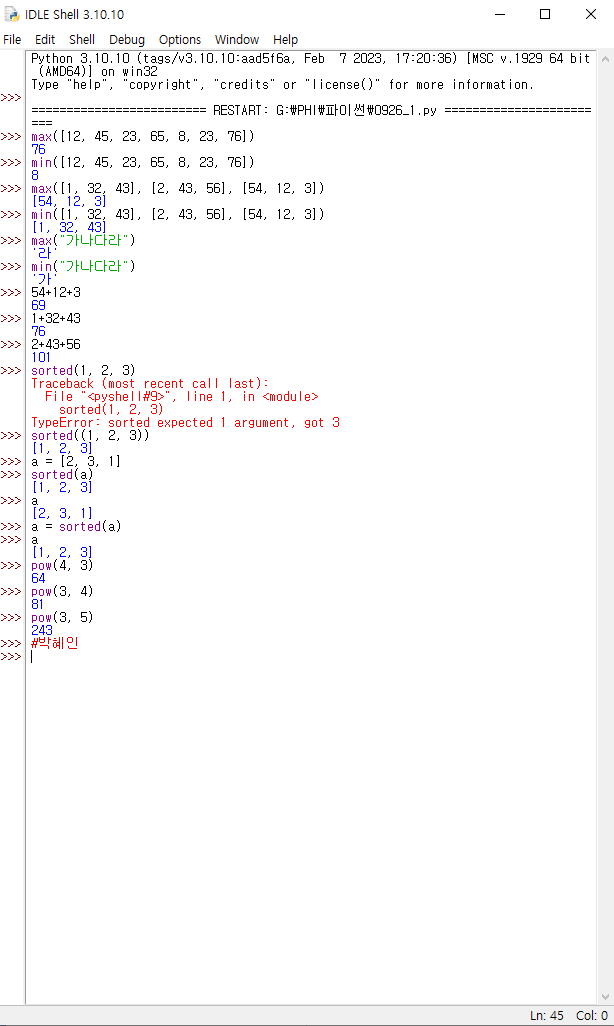 IDLE Shell 3.10.10
File Edit Shell Debug Options Window Help
Python 3.10.10 (tags/v3.10.10:aad5f6a, Feb  7 2023, 17:20:36) [MSC v.1929 64 bit
 (AMD64)] on win32
Type "help", "copyright", "credits" or "license()" for more information.
>>>
========================= RESTART: G:₩PHI₩파이썬₩0926_1.py =====================
===
>>> max([12, 45, 23, 65, 8, 23, 76])
76
>>> min([12, 45, 23, 65, 8, 23, 76])
8
>>> max([1, 32, 43], [2, 43, 56], [54, 12, 3])
[54, 12, 3]
>>> min([1, 32, 43], [2, 43, 56], [54, 12, 3])
[1, 32, 43]
>>> max("가나다라")
'라'
>>> min("가나다라")
'가'
>>> 54+12+3
69
>>> 1+32+43
76
>>> 2+43+56
101
>>> sorted(1, 2, 3)
Traceback (most recent call last):
  File "<pyshell#9>", line 1, in <module>
    sorted(1, 2, 3)
TypeError: sorted expected 1 argument, got 3
>>> sorted((1, 2, 3))
[1, 2, 3]
>>> a = [2, 3, 1]
>>> sorted(a)
[1, 2, 3]
>>> a
[2, 3, 1]
>>> a = sorted(a)
>>> a
[1, 2, 3]
>>> pow(4, 3)
64
>>> pow(3, 4)
81
>>> pow(3, 5)
243
>>> #박혜인
>>>
Ln: 45 Col: 0